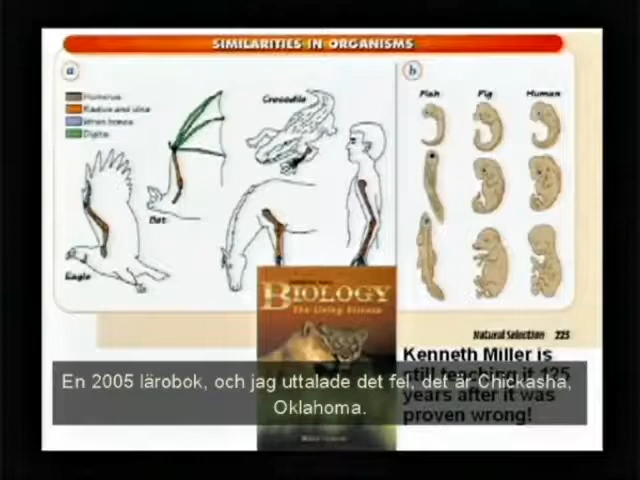 SIMILARITIES IN ORGANISMS
a
b
Humerus
Radius and ulna
Wrist bones
Digits
Crocodile
Fish
Pig
Human
Bat
Eagle
BIOLOGY
The Living Science
Natural Selection 223
Kenneth Miller is
still teaching it 125
years after it was
proven wrong!
En 2005 lärobok, och jag uttalade det fel, det är Chickasha,
Oklahoma.